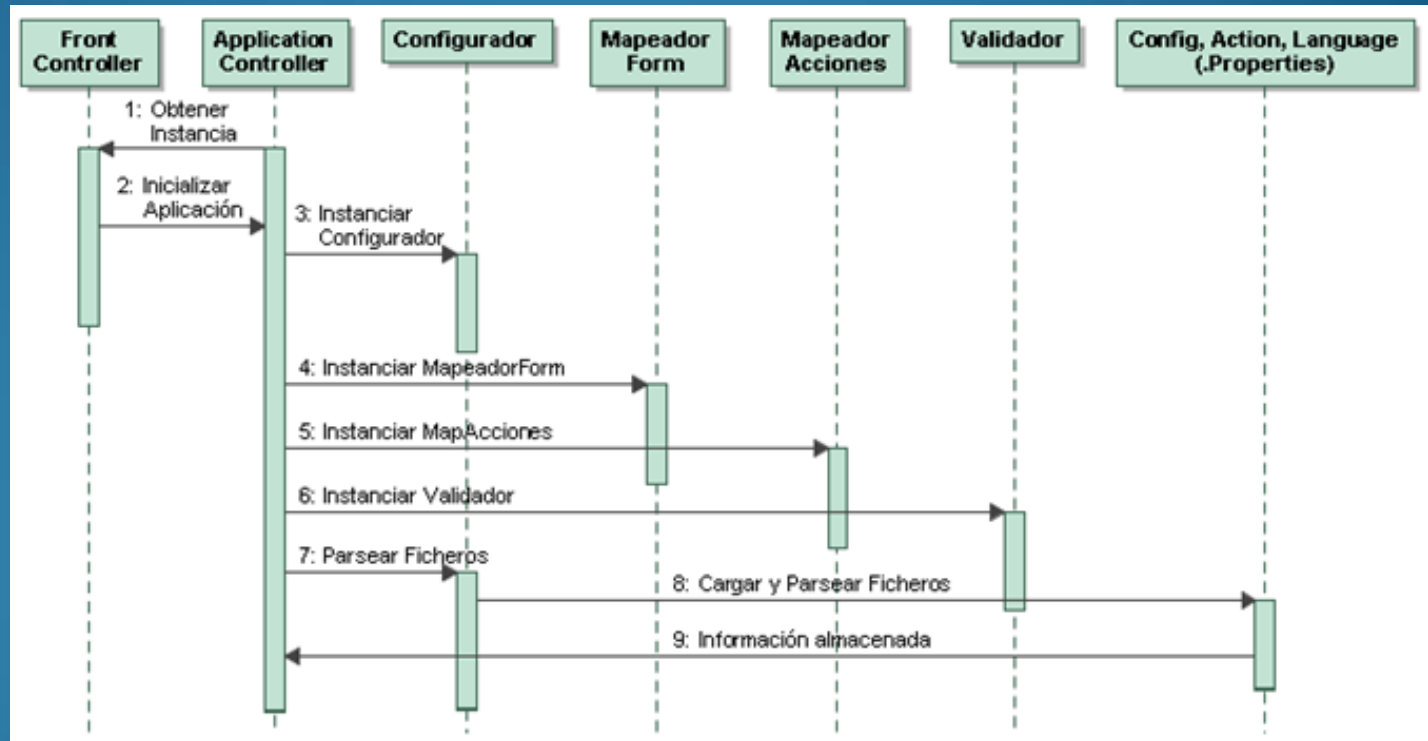 Front
Controller
Application
Controller
Configurador
Mapeador
Form
Mapeador
Acciones
Validador
Config, Action, Language
(.Properties)
1: Obtener
Instancia
2: Inicializar
Aplicación
3: Instanciar
Configurador
4: Instanciar MapeadorForm
5: Instanciar MapAcciones
6: Instanciar Validador
7: Parsear Ficheros
8: Cargar y Parsear Ficheros
9: Información almacenada